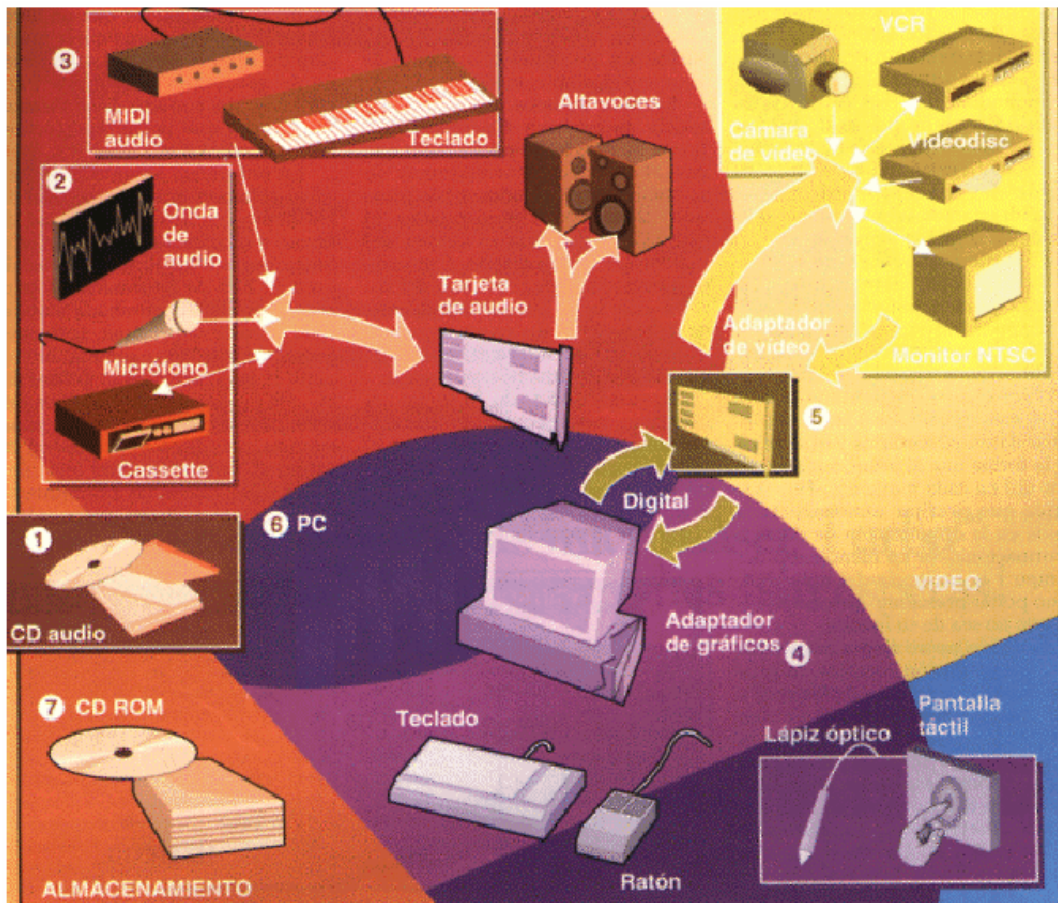 3
MIDI
audio
Teclado
2
Onda
de
audio
Micrófono
Cassette
Altavoces
Tarjeta
de audio
VCR
Cámara
de vídeo
Videodisc
Adaptador
de vídeo
Monitor NTSC
5
Digital
6 PC
1
CD audio
VIDEO
Adaptador
de gráficos 4
7 CD ROM
Teclado
Ratón
Lápiz óptico
Pantalla
táctil
ALMACENAMIENTO